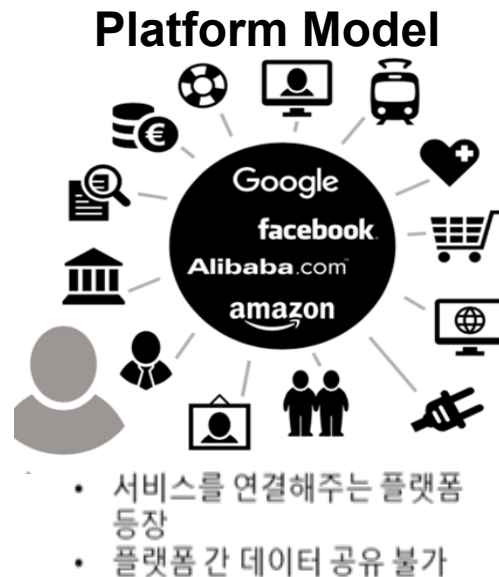 Platform Model
Google
facebook
Alibaba.com
amazon
• 서비스를 연결해주는 플랫폼
등장
• 플랫폼 간 데이터 공유 불가